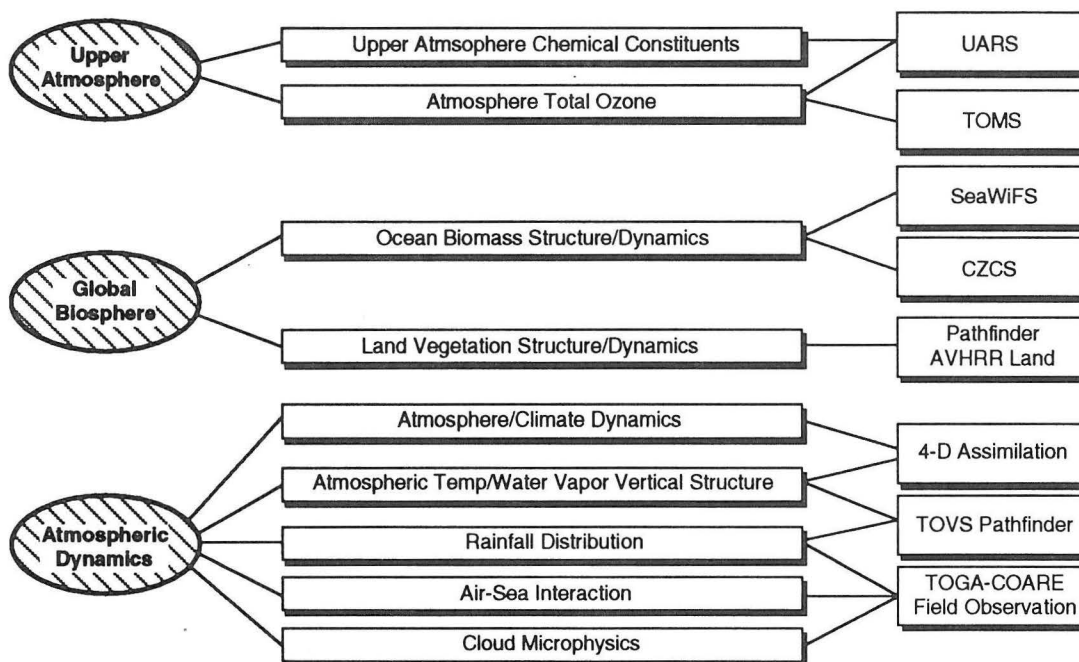 Upper
Atmosphere
Upper Atmsophere Chemical Constituents
Atmosphere Total Ozone
UARS
TOMS
Global
Biosphere
Ocean Biomass Structure/Dynamics
Land Vegetation Structure/Dynamics
SeaWiFS
CZCS
Pathfinder
AVHRR Land
Atmospheric
Dynamics
Atmosphere/Climate Dynamics
Atmospheric Temp/Water Vapor Vertical Structure
Rainfall Distribution
Air-Sea Interaction
Cloud Microphysics
4-D Assimilation
TOVS Pathfinder
TOGA-COARE
Field Observation